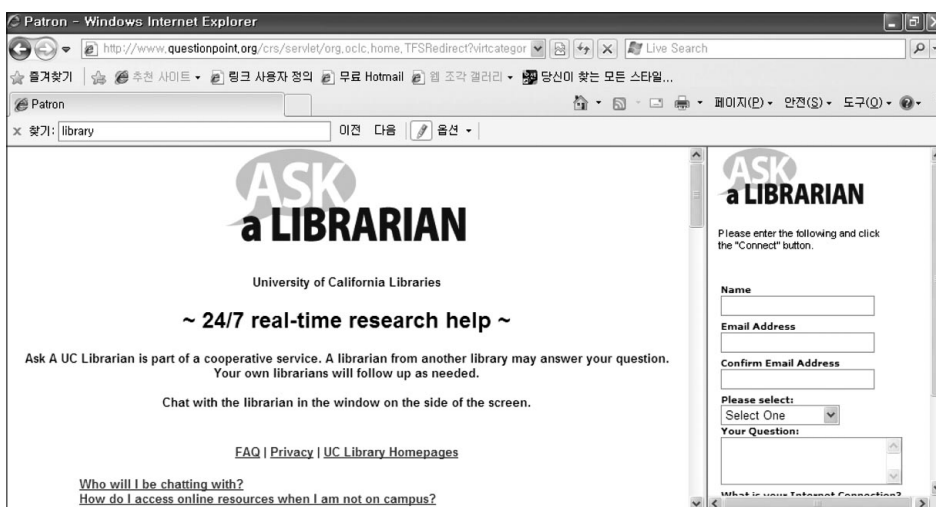 Patron - Windows Internet Explorer
http://www.questionpoint.org/crs/servlet/org.oclc.home.TFSRedirect?virtcategor
Live Search
즐겨찾기 추천 사이트 링크 사용자 정의 무료 Hotmail 웹 조각 갤러리 당신이 찾는 모든 스타일...
Patron
페이지(P) 안전(S) 도구(O)
x 찾기: library 이전 다음 옵션
ASK
a LIBRARIAN
University of California Libraries
~ 24/7 real-time research help ~
Ask A UC Librarian is part of a cooperative service. A librarian from another library may answer your question.
Your own librarians will follow up as needed.
Chat with the librarian in the window on the side of the screen.
FAQ | Privacy | UC Library Homepages
Who will I be chatting with?
How do I access online resources when I am not on campus?
ASK
a LIBRARIAN
Please enter the following and click
the "Connect" button.
Name
Email Address
Confirm Email Address
Please select:
Select One
Your Question:
What is your Internet Connection?